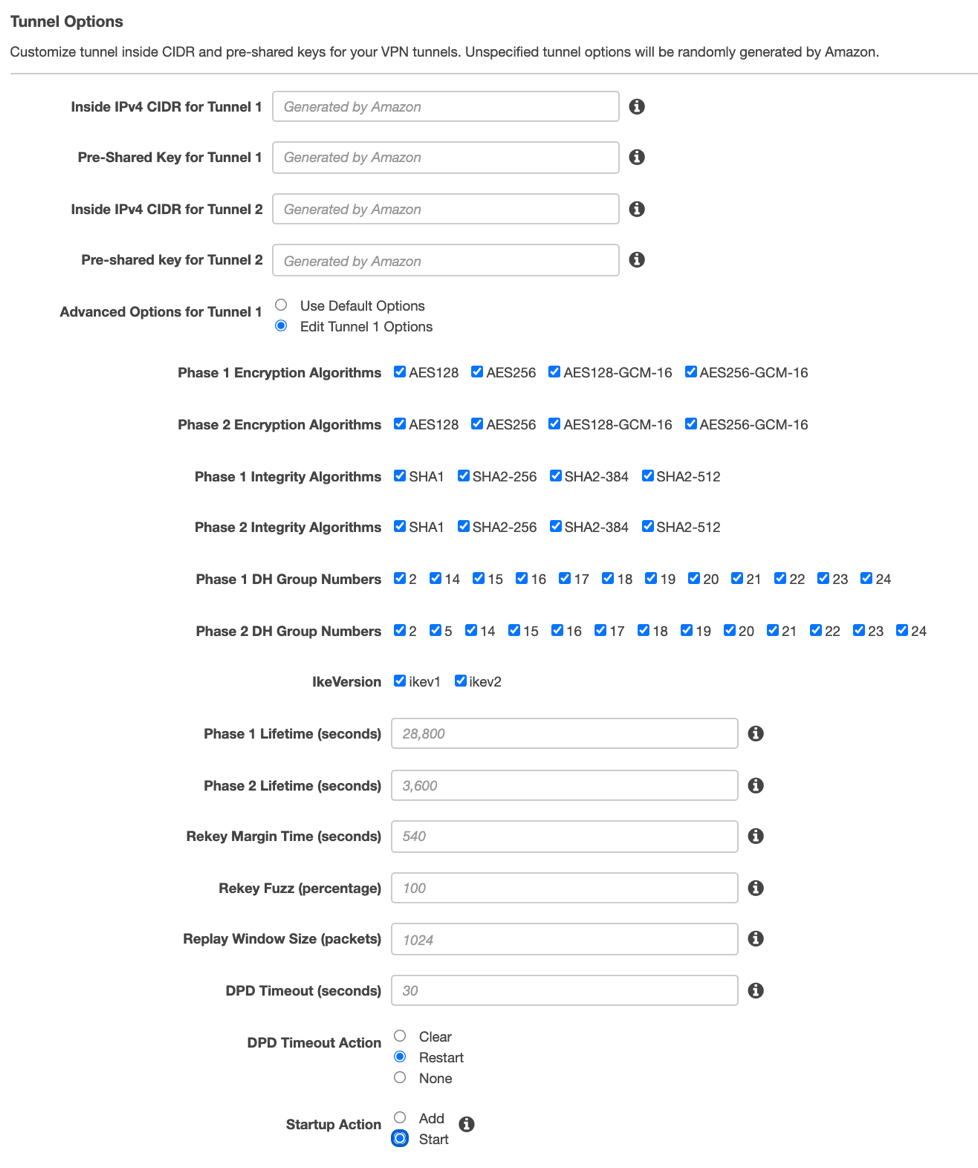 Tunnel Options
Customize tunnel inside CIDR and pre-shared keys for your VPN tunnels. Unspecified tunnel options will be randomly generated by Amazon.
Inside IPv4 CIDR for Tunnel 1 Generated by Amazon
Pre-Shared Key for Tunnel 1 Generated by Amazon
Inside IPv4 CIDR for Tunnel 2 Generated by Amazon
Pre-shared key for Tunnel 2 Generated by Amazon
Advanced Options for Tunnel 1 Use Default Options
Edit Tunnel 1 Options
Phase 1 Encryption Algorithms AES128 AES256 AES128-GCM-16 AES256-GCM-16
Phase 2 Encryption Algorithms AES128 AES256 AES128-GCM-16 AES256-GCM-16
Phase 1 Integrity Algorithms SHA1 SHA2-256 SHA2-384 SHA2-512
Phase 2 Integrity Algorithms SHA1 SHA2-256 SHA2-384 SHA2-512
Phase 1 DH Group Numbers 2 14 15 16 17 18 19 20 21 22 23 24
Phase 2 DH Group Numbers 2 5 14 15 16 17 18 19 20 21 22 23 24
IkeVersion ikev1 ikev2
Phase 1 Lifetime (seconds) 28,800
Phase 2 Lifetime (seconds) 3,600
Rekey Margin Time (seconds) 540
Rekey Fuzz (percentage) 100
Replay Window Size (packets) 1024
DPD Timeout (seconds) 30
DPD Timeout Action Clear
Restart
None
Startup Action Add
Start